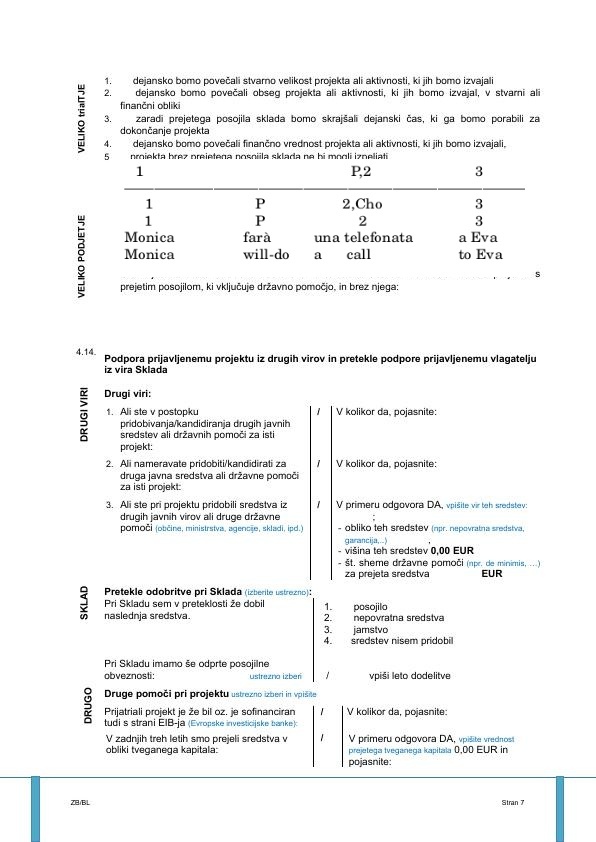 VELIKO trialTJE
1. dejansko bomo povečali stvarno velikost projekta ali aktivnosti, ki jih bomo izvajali
2. dejansko bomo povečali obseg projekta ali aktivnosti, ki jih bomo izvajal, v stvarni ali
finančni obliki
3. zaradi prejetega posojila sklada bomo skrajšali dejanski čas, ki ga bomo porabili za
dokončanje projekta
4. dejansko bomo povečali finančno vrednost projekta ali aktivnosti, ki jih bomo izvajali,
5 projekta brez prejetega posojila sklada ne bi mogli izpeljati
1 P,2 3
1 P 2,Cho 3
1 P 2 3
Monica farà una telefonata a Eva
Monica will-do a call to Eva
VELIKO PODJETJE
s
prejetim posojilom, ki vključuje državno pomočjo, in brez njega:
4.14.
Podpora prijavljenemu projektu iz drugih virov in pretekle podpore prijavljenemu vlagatelju
iz vira Sklada
DRUGI VIRI
Drugi viri:
1. Ali ste v postopku / V kolikor da, pojasnite:
pridobivanja/kandidiranja drugih javnih
sredstev ali državnih pomoči za isti
projekt:
2. Ali nameravate pridobiti/kandidirati za / V kolikor da, pojasnite:
druga javna sredstva ali državne pomoči
za isti projekt:
3. Ali ste pri projektu pridobili sredstva iz / V primeru odgovora DA, vpišite vir teh sredstev:
drugih javnih virov ali druge državne ;
pomoči (občine, ministrstva, agencije, skladi, ipd.) - obliko teh sredstev (npr. nepovratna sredstva,
garancija,..) ,
- višina teh sredstev 0,00 EUR
- št. sheme državne pomoči (npr. de minimis,….)
za prejeta sredstva EUR
SKLAD
Pretekle odobritve pri Sklada (izberite ustrezno):
Pri Skladu sem v preteklosti že dobil 1. posojilo
naslednja sredstva. 2. nepovratna sredstva
3. jamstvo
4. sredstev nisem pridobil
Pri Skladu imamo še odprte posojilne
obveznosti: ustrezno izberi / vpiši leto dodelitve
DRUGO
Druge pomoči pri projektu ustrezno izberi in vpišite
Prijatriali projekt je že bil oz. je sofinanciran / V kolikor da, pojasnite:
tudi s strani EIB-ja (Evropske investicijske banke):
V zadnjih treh letih smo prejeli sredstva v / V primeru odgovora DA, vpišite vrednost
obliki tveganega kapitala: prejetega tveganega kapitala 0,00 EUR in
pojasnite:
ZB/BL Stran 7